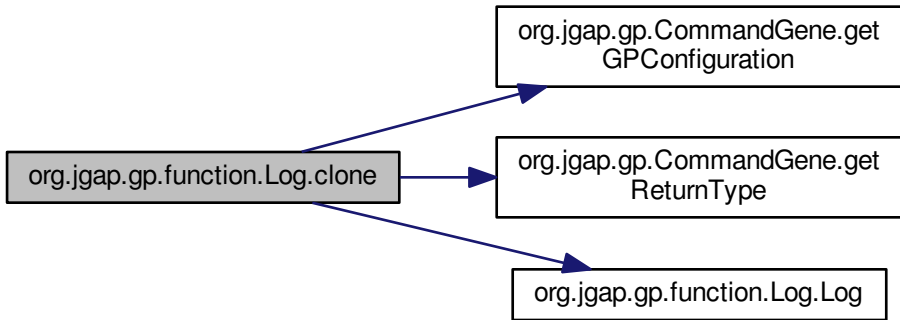 org.jgap.gp.CommandGene.get
GPConfiguration
org.jgap.gp.function.Log.clone
org.jgap.gp.CommandGene.get
ReturnType
org.jgap.gp.function.Log.Log